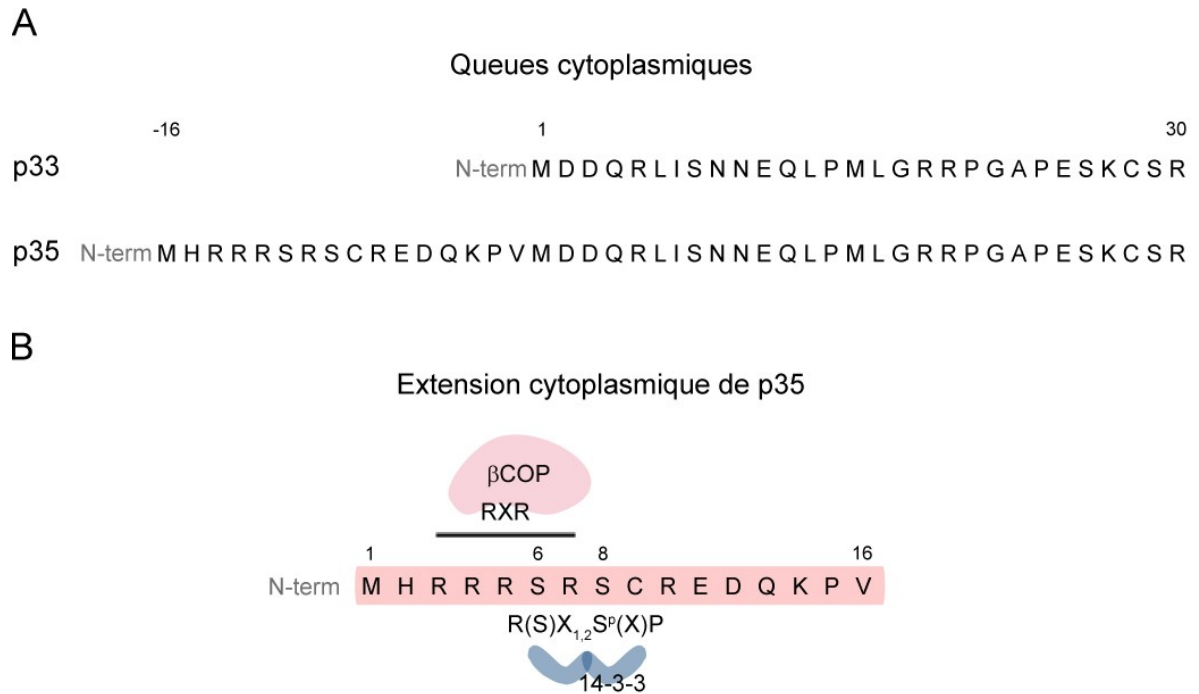 A
Queues cytoplasmiques
-16 1 30
p33 N-term M D D Q R L I S N N E Q L P M L G R R P G A P E S K C S R
p35 N-term M H R R R S R S C R E D Q K P V M D D Q R L I S N N E Q L P M L G R R P G A P E S K C S R
B
Extension cytoplasmique de p35
βCOP
RXR
1 6 8 16
N-term M H R R R S R S C R E D Q K P V
R(S)X₁,₂Sᵖ(X)P
14-3-3